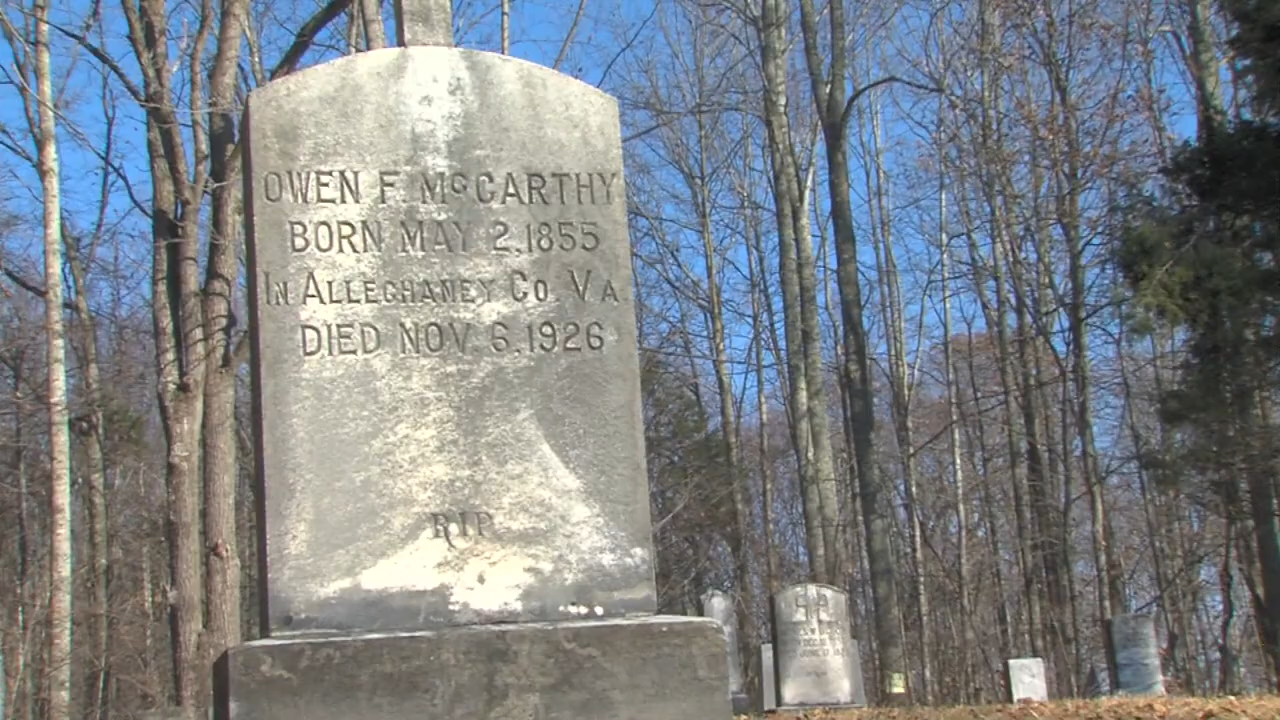 OWEN F. McCARTHY
BORN MAY 2, 1855
IN ALLEGHANEY CO. VA
DIED NOV. 6, 1926
RIP